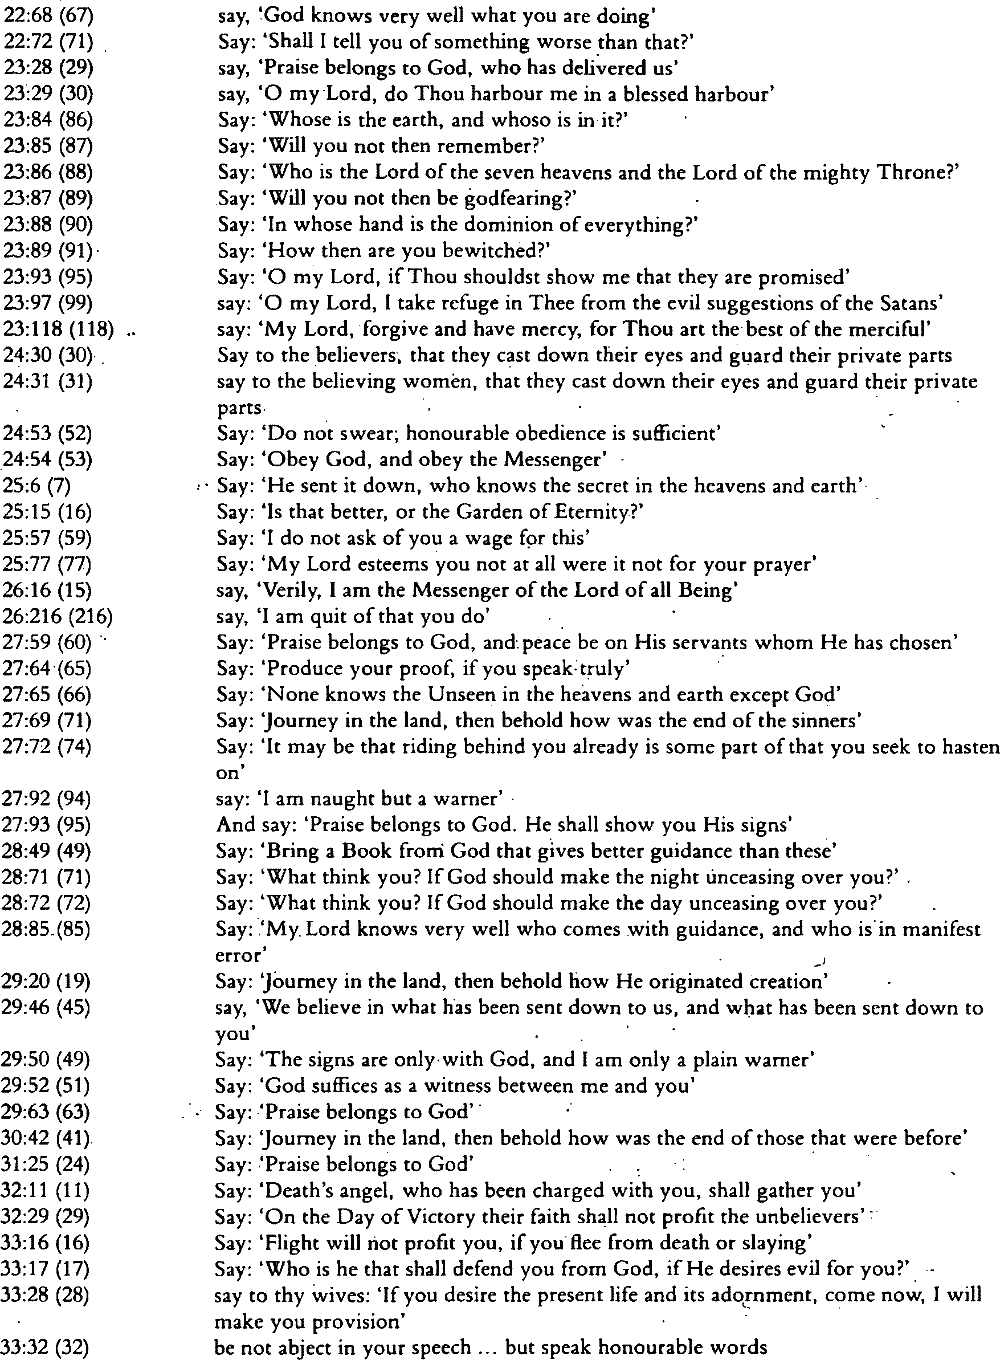 22:68 (67) say, 'God knows very well what you are doing'
22:72 (71) Say: 'Shall I tell you of something worse than that?'
23:28 (29) say, 'Praise belongs to God, who has delivered us'
23:29 (30) say, 'O my Lord, do Thou harbour me in a blessed harbour'
23:84 (86) Say: 'Whose is the earth, and whoso is in it?'
23:85 (87) Say: 'Will you not then remember?'
23:86 (88) Say: 'Who is the Lord of the seven heavens and the Lord of the mighty Throne?'
23:87 (89) Say: 'Will you not then be godfearing?'
23:88 (90) Say: 'In whose hand is the dominion of everything?'
23:89 (91) Say: 'How then are you bewitched?'
23:93 (95) Say: 'O my Lord, if Thou shouldst show me that they are promised'
23:97 (99) say: 'O my Lord, I take refuge in Thee from the evil suggestions of the Satans'
23:118 (118) say: 'My Lord, forgive and have mercy, for Thou art the best of the merciful'
24:30 (30) Say to the believers, that they cast down their eyes and guard their private parts
24:31 (31) say to the believing women, that they cast down their eyes and guard their private
parts
24:53 (52) Say: 'Do not swear; honourable obedience is sufficient'
24:54 (53) Say: 'Obey God, and obey the Messenger'
25:6 (7) Say: 'He sent it down, who knows the secret in the heavens and earth'
25:15 (16) Say: 'Is that better, or the Garden of Eternity?'
25:57 (59) Say: 'I do not ask of you a wage for this'
25:77 (77) Say: 'My Lord esteems you not at all were it not for your prayer'
26:16 (15) say, 'Verily, I am the Messenger of the Lord of all Being'
26:216 (216) say, 'I am quit of that you do'
27:59 (60) Say: 'Praise belongs to God, and peace be on His servants whom He has chosen'
27:64 (65) Say: 'Produce your proof, if you speak truly'
27:65 (66) Say: 'None knows the Unseen in the heavens and earth except God'
27:69 (71) Say: 'Journey in the land, then behold how was the end of the sinners'
27:72 (74) Say: 'It may be that riding behind you already is some part of that you seek to hasten
on'
27:92 (94) say: 'I am naught but a warner'
27:93 (95) And say: 'Praise belongs to God. He shall show you His signs'
28:49 (49) Say: 'Bring a Book from God that gives better guidance than these'
28:71 (71) Say: 'What think you? If God should make the night unceasing over you?'
28:72 (72) Say: 'What think you? If God should make the day unceasing over you?'
28:85 (85) Say: 'My Lord knows very well who comes with guidance, and who is in manifest
error'
29:20 (19) Say: 'Journey in the land, then behold how He originated creation'
29:46 (45) say, 'We believe in what has been sent down to us, and what has been sent down to
you'
29:50 (49) Say: 'The signs are only with God, and I am only a plain warner'
29:52 (51) Say: 'God suffices as a witness between me and you'
29:63 (63) Say: 'Praise belongs to God'
30:42 (41) Say: 'Journey in the land, then behold how was the end of those that were before'
31:25 (24) Say: 'Praise belongs to God'
32:11 (11) Say: 'Death's angel, who has been charged with you, shall gather you'
32:29 (29) Say: 'On the Day of Victory their faith shall not profit the unbelievers'
33:16 (16) Say: 'Flight will not profit you, if you flee from death or slaying'
33:17 (17) Say: 'Who is he that shall defend you from God, if He desires evil for you?'
33:28 (28) say to thy wives: 'If you desire the present life and its adornment, come now, I will
make you provision'
33:32 (32) be not abject in your speech ... but speak honourable words